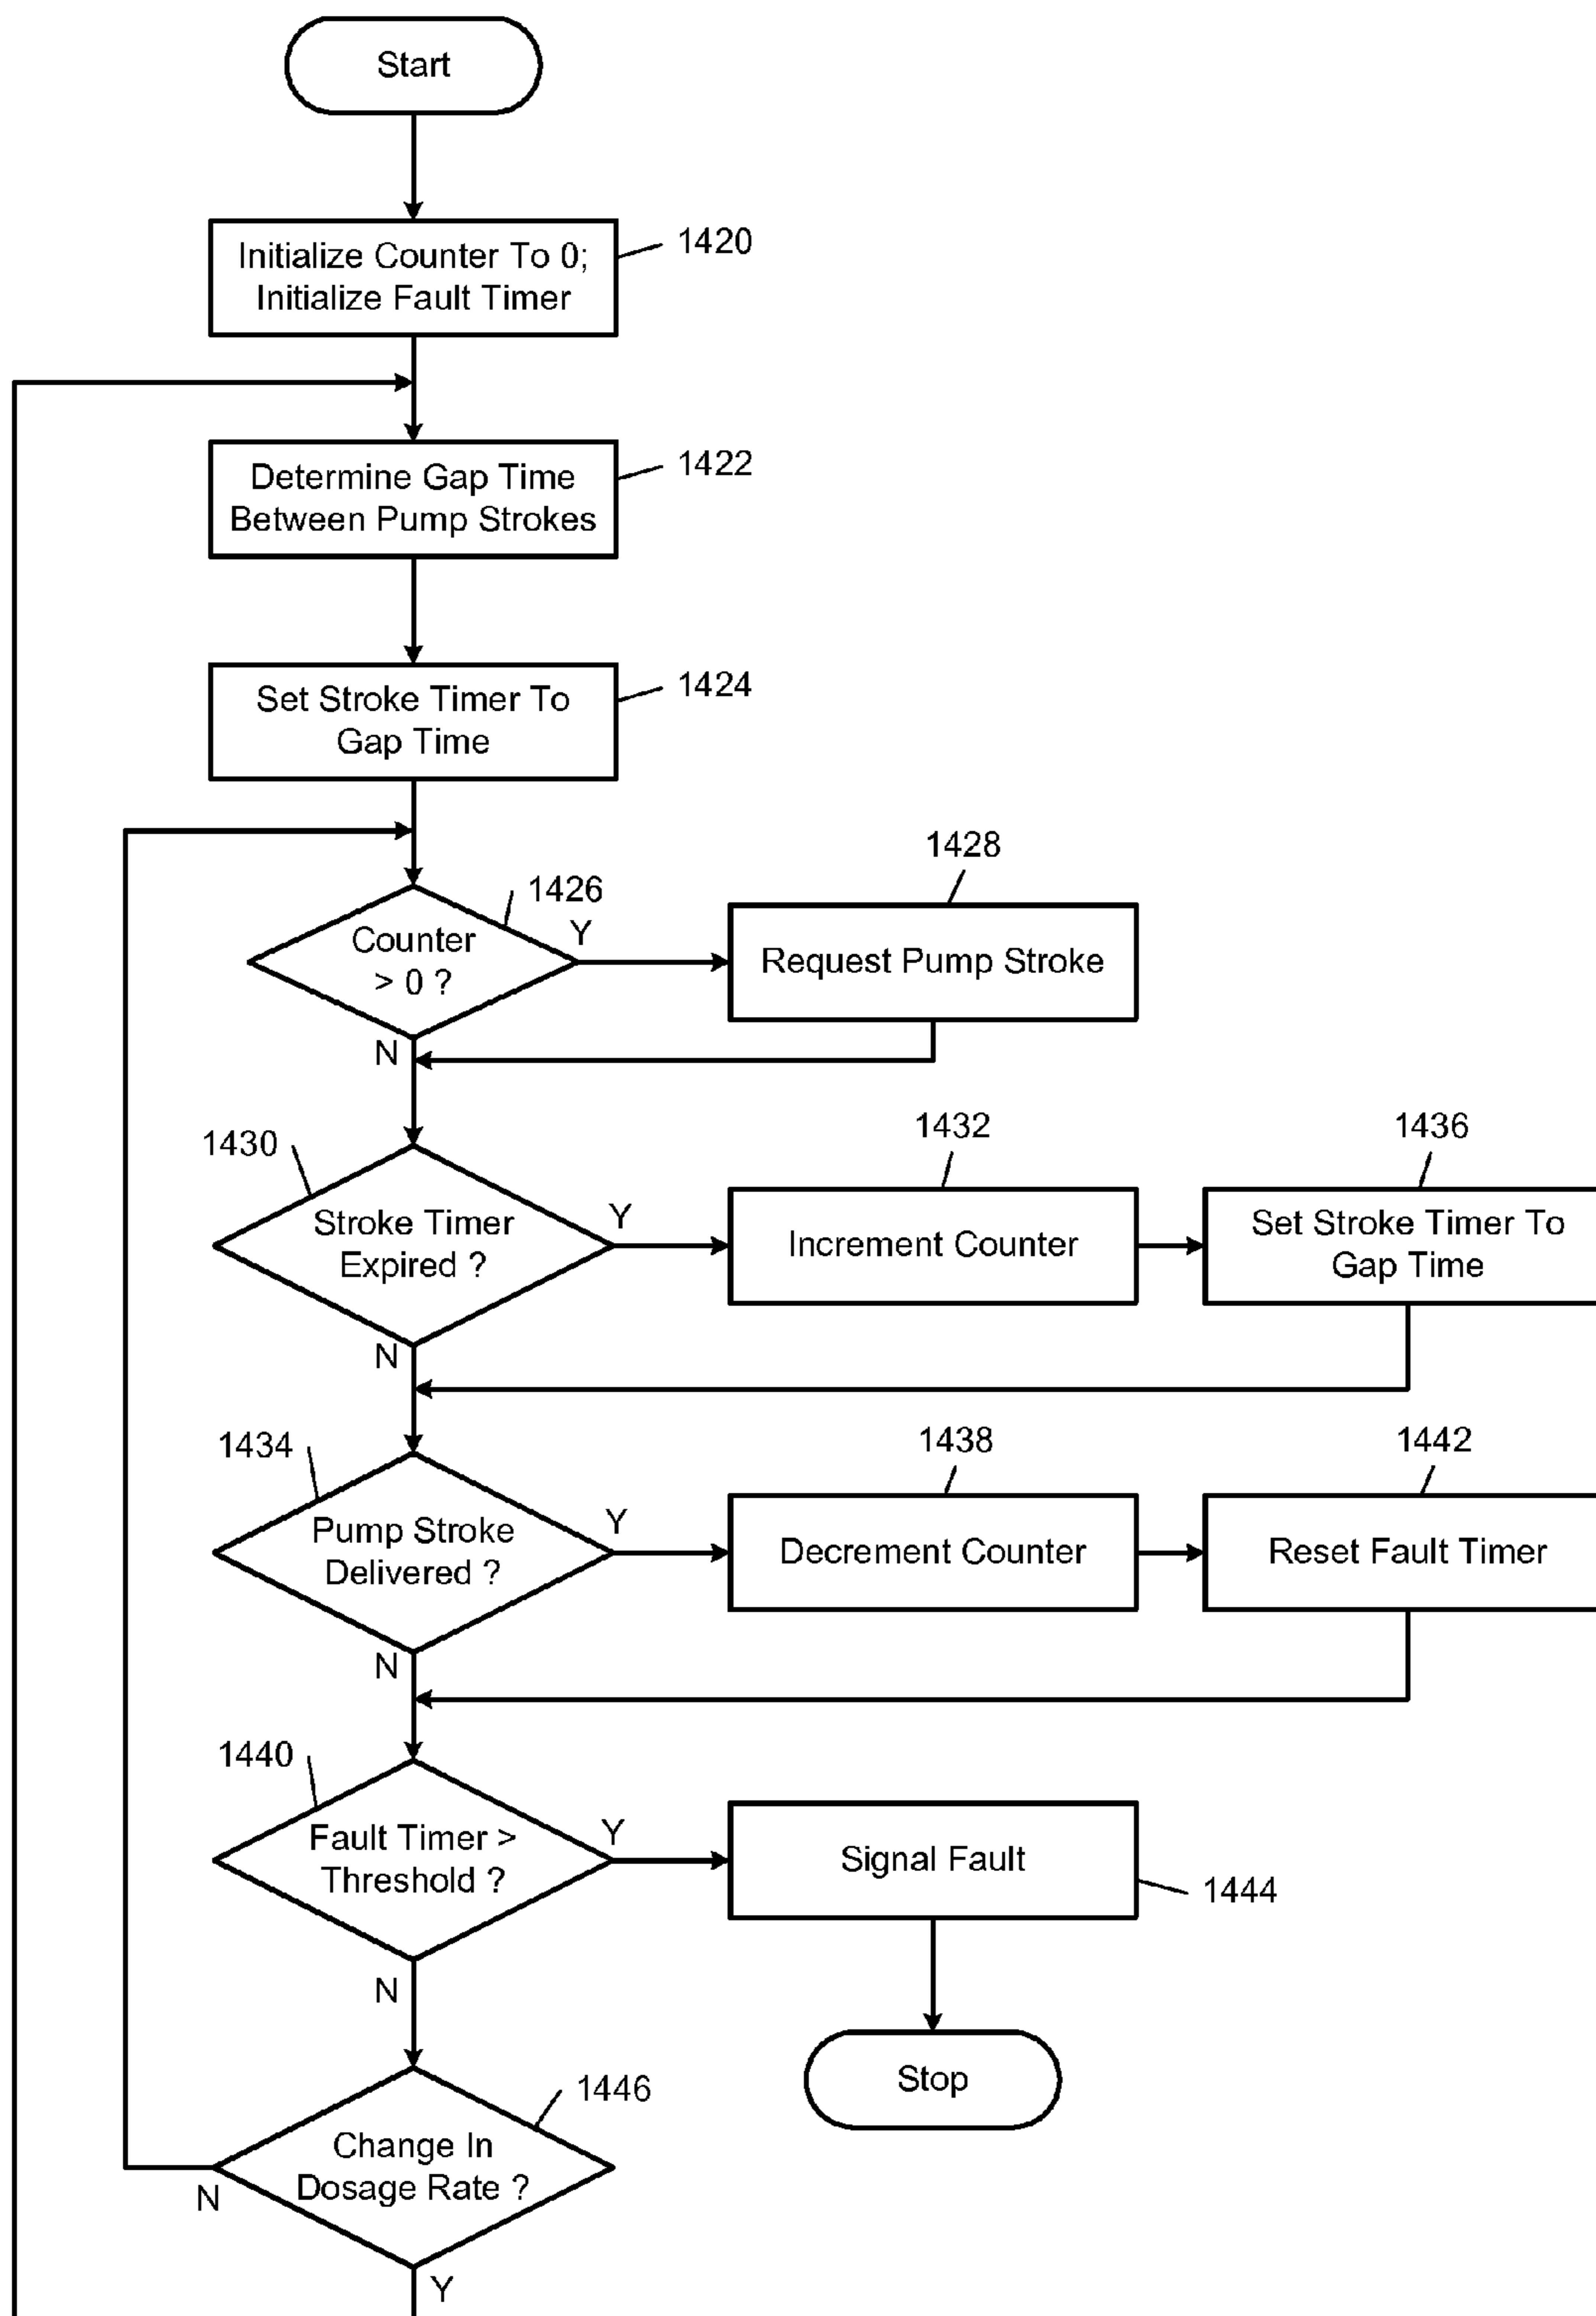 Start
Initialize Counter To 0;
Initialize Fault Timer
1420
Determine Gap Time
Between Pump Strokes
1422
Set Stroke Timer To
Gap Time
1424
1426
Counter
> 0 ?
Y
N
1428
Request Pump Stroke
1430
Stroke Timer
Expired ?
Y
N
1432
Increment Counter
1436
Set Stroke Timer To
Gap Time
1434
Pump Stroke
Delivered ?
Y
N
1438
Decrement Counter
1442
Reset Fault Timer
1440
Fault Timer >
Threshold ?
Y
N
Signal Fault
1444
Stop
1446
Change In
Dosage Rate ?
N
Y